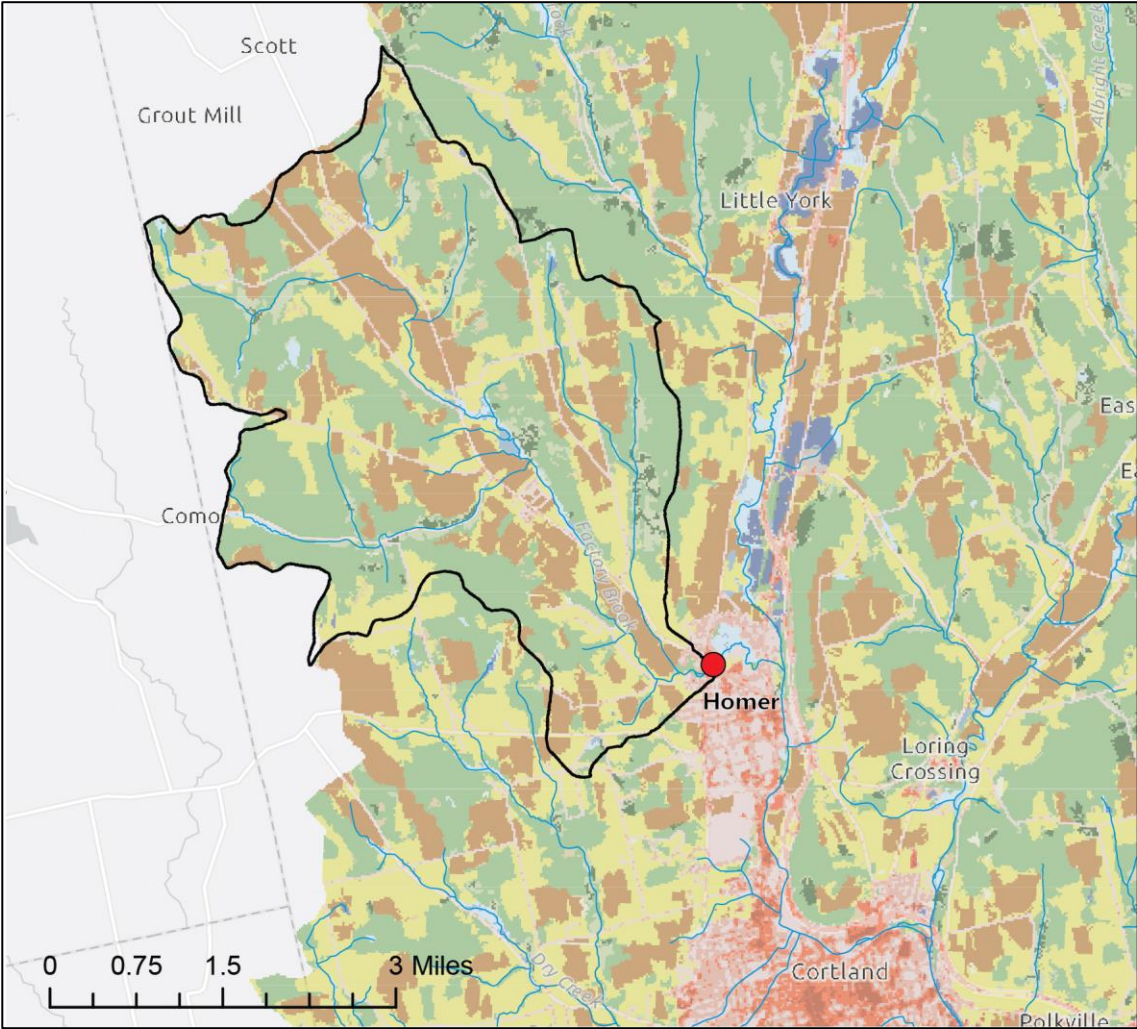 Scott
Grout Mill
Albright Creek
Little York
Como
Factory Brook
Homer
Loring
Crossing
Dry Creek
Cortland
Polkville
0 0.75 1.5 3 Miles